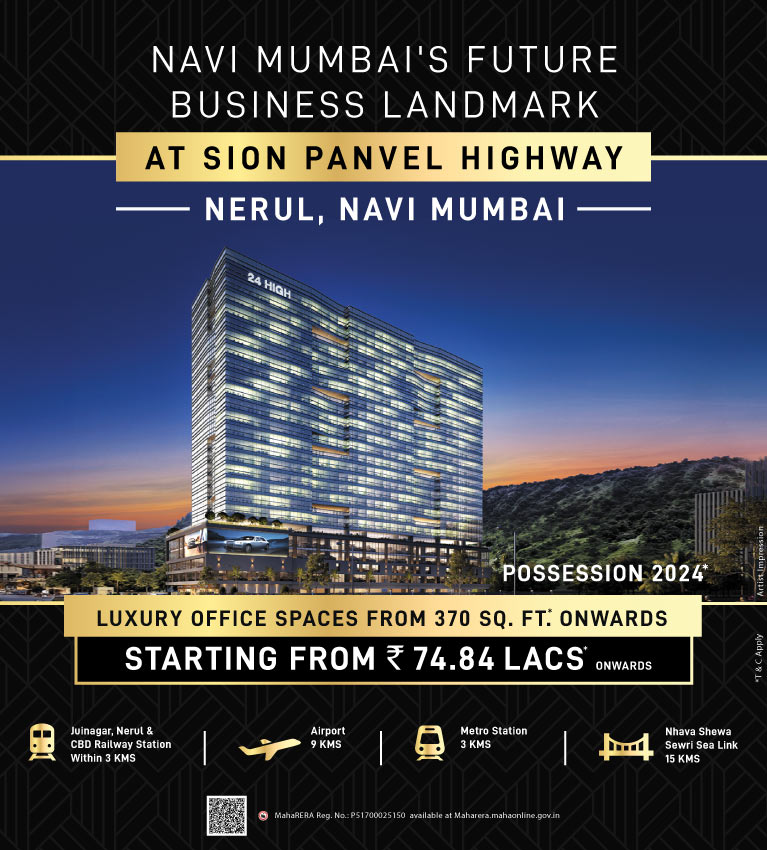 NAVI MUMBAI'S FUTURE
BUSINESS LANDMARK
AT SION PANVEL HIGHWAY
NERUL, NAVI MUMBAI
24 HIGH
POSSESSION 2024*
Artist Impression
LUXURY OFFICE SPACES FROM 370 SQ. FT.* ONWARDS
STARTING FROM ₹ 74.84 LACS* ONWARDS
*T & C Apply
Juinagar, Nerul &
CBD Railway Station
Within 3 KMS
Airport
9 KMS
Metro Station
3 KMS
Nhava Shewa
Sewri Sea Link
15 KMS
MahaRERA Reg. No.: P51700025150 available at Maharera.mahaonline.gov.in